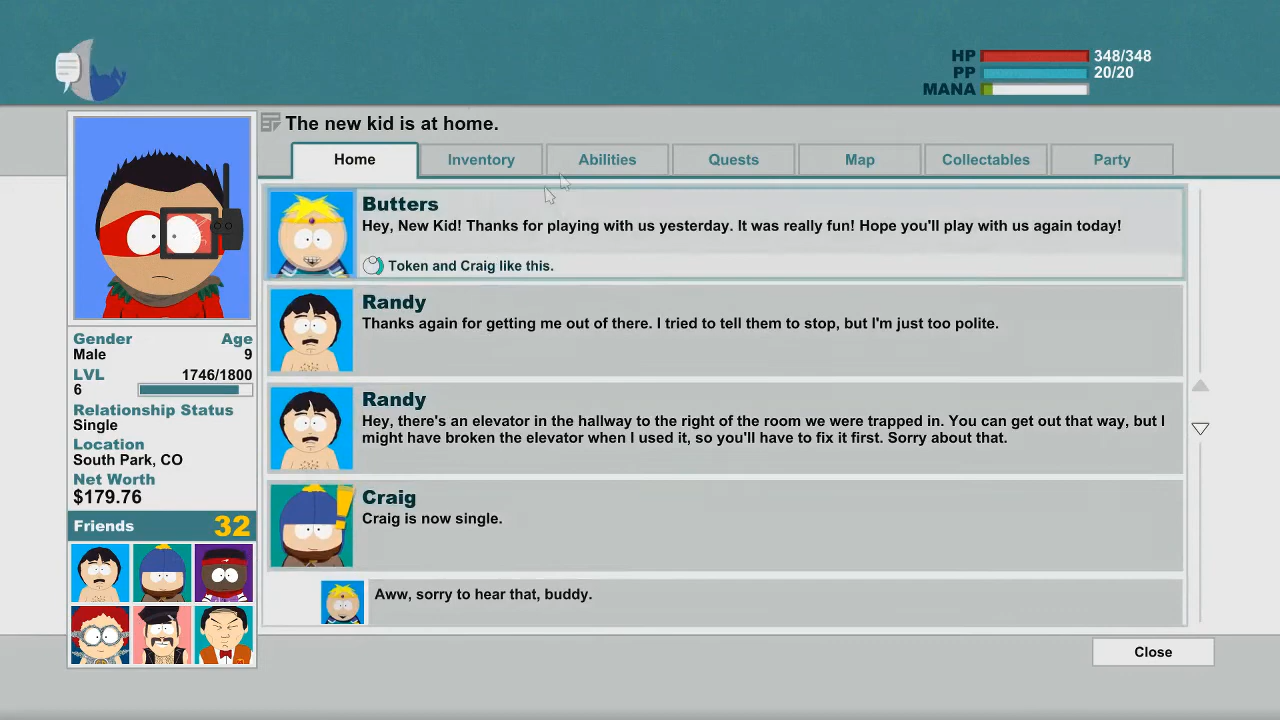 HP 348/348
PP 20/20
MANA
The new kid is at home.
Home Inventory Abilities Quests Map Collectables Party
Butters
Hey, New Kid! Thanks for playing with us yesterday. It was really fun! Hope you'll play with us again today!
Token and Craig like this.
Randy
Thanks again for getting me out of there. I tried to tell them to stop, but I'm just too polite.
Randy
Hey, there's an elevator in the hallway to the right of the room we were trapped in. You can get out that way, but I
might have broken the elevator when I used it, so you'll have to fix it first. Sorry about that.
Craig
Craig is now single.
Aww, sorry to hear that, buddy.
Gender Age
Male 9
LVL 1746/1800
6
Relationship Status
Single
Location
South Park, CO
Net Worth
$179.76
Friends 32
Close